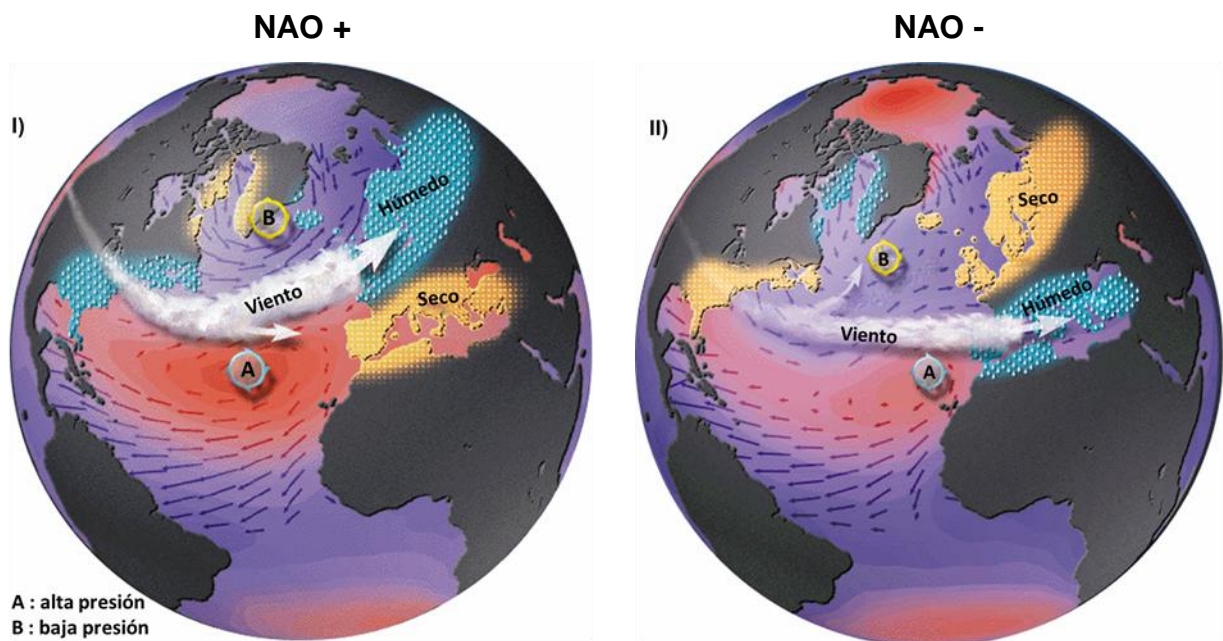 NAO +
NAO -
I)
B
Húmedo
Viento
Seco
A
A : alta presión
B : baja presión
II)
Seco
B
Húmedo
Viento
A